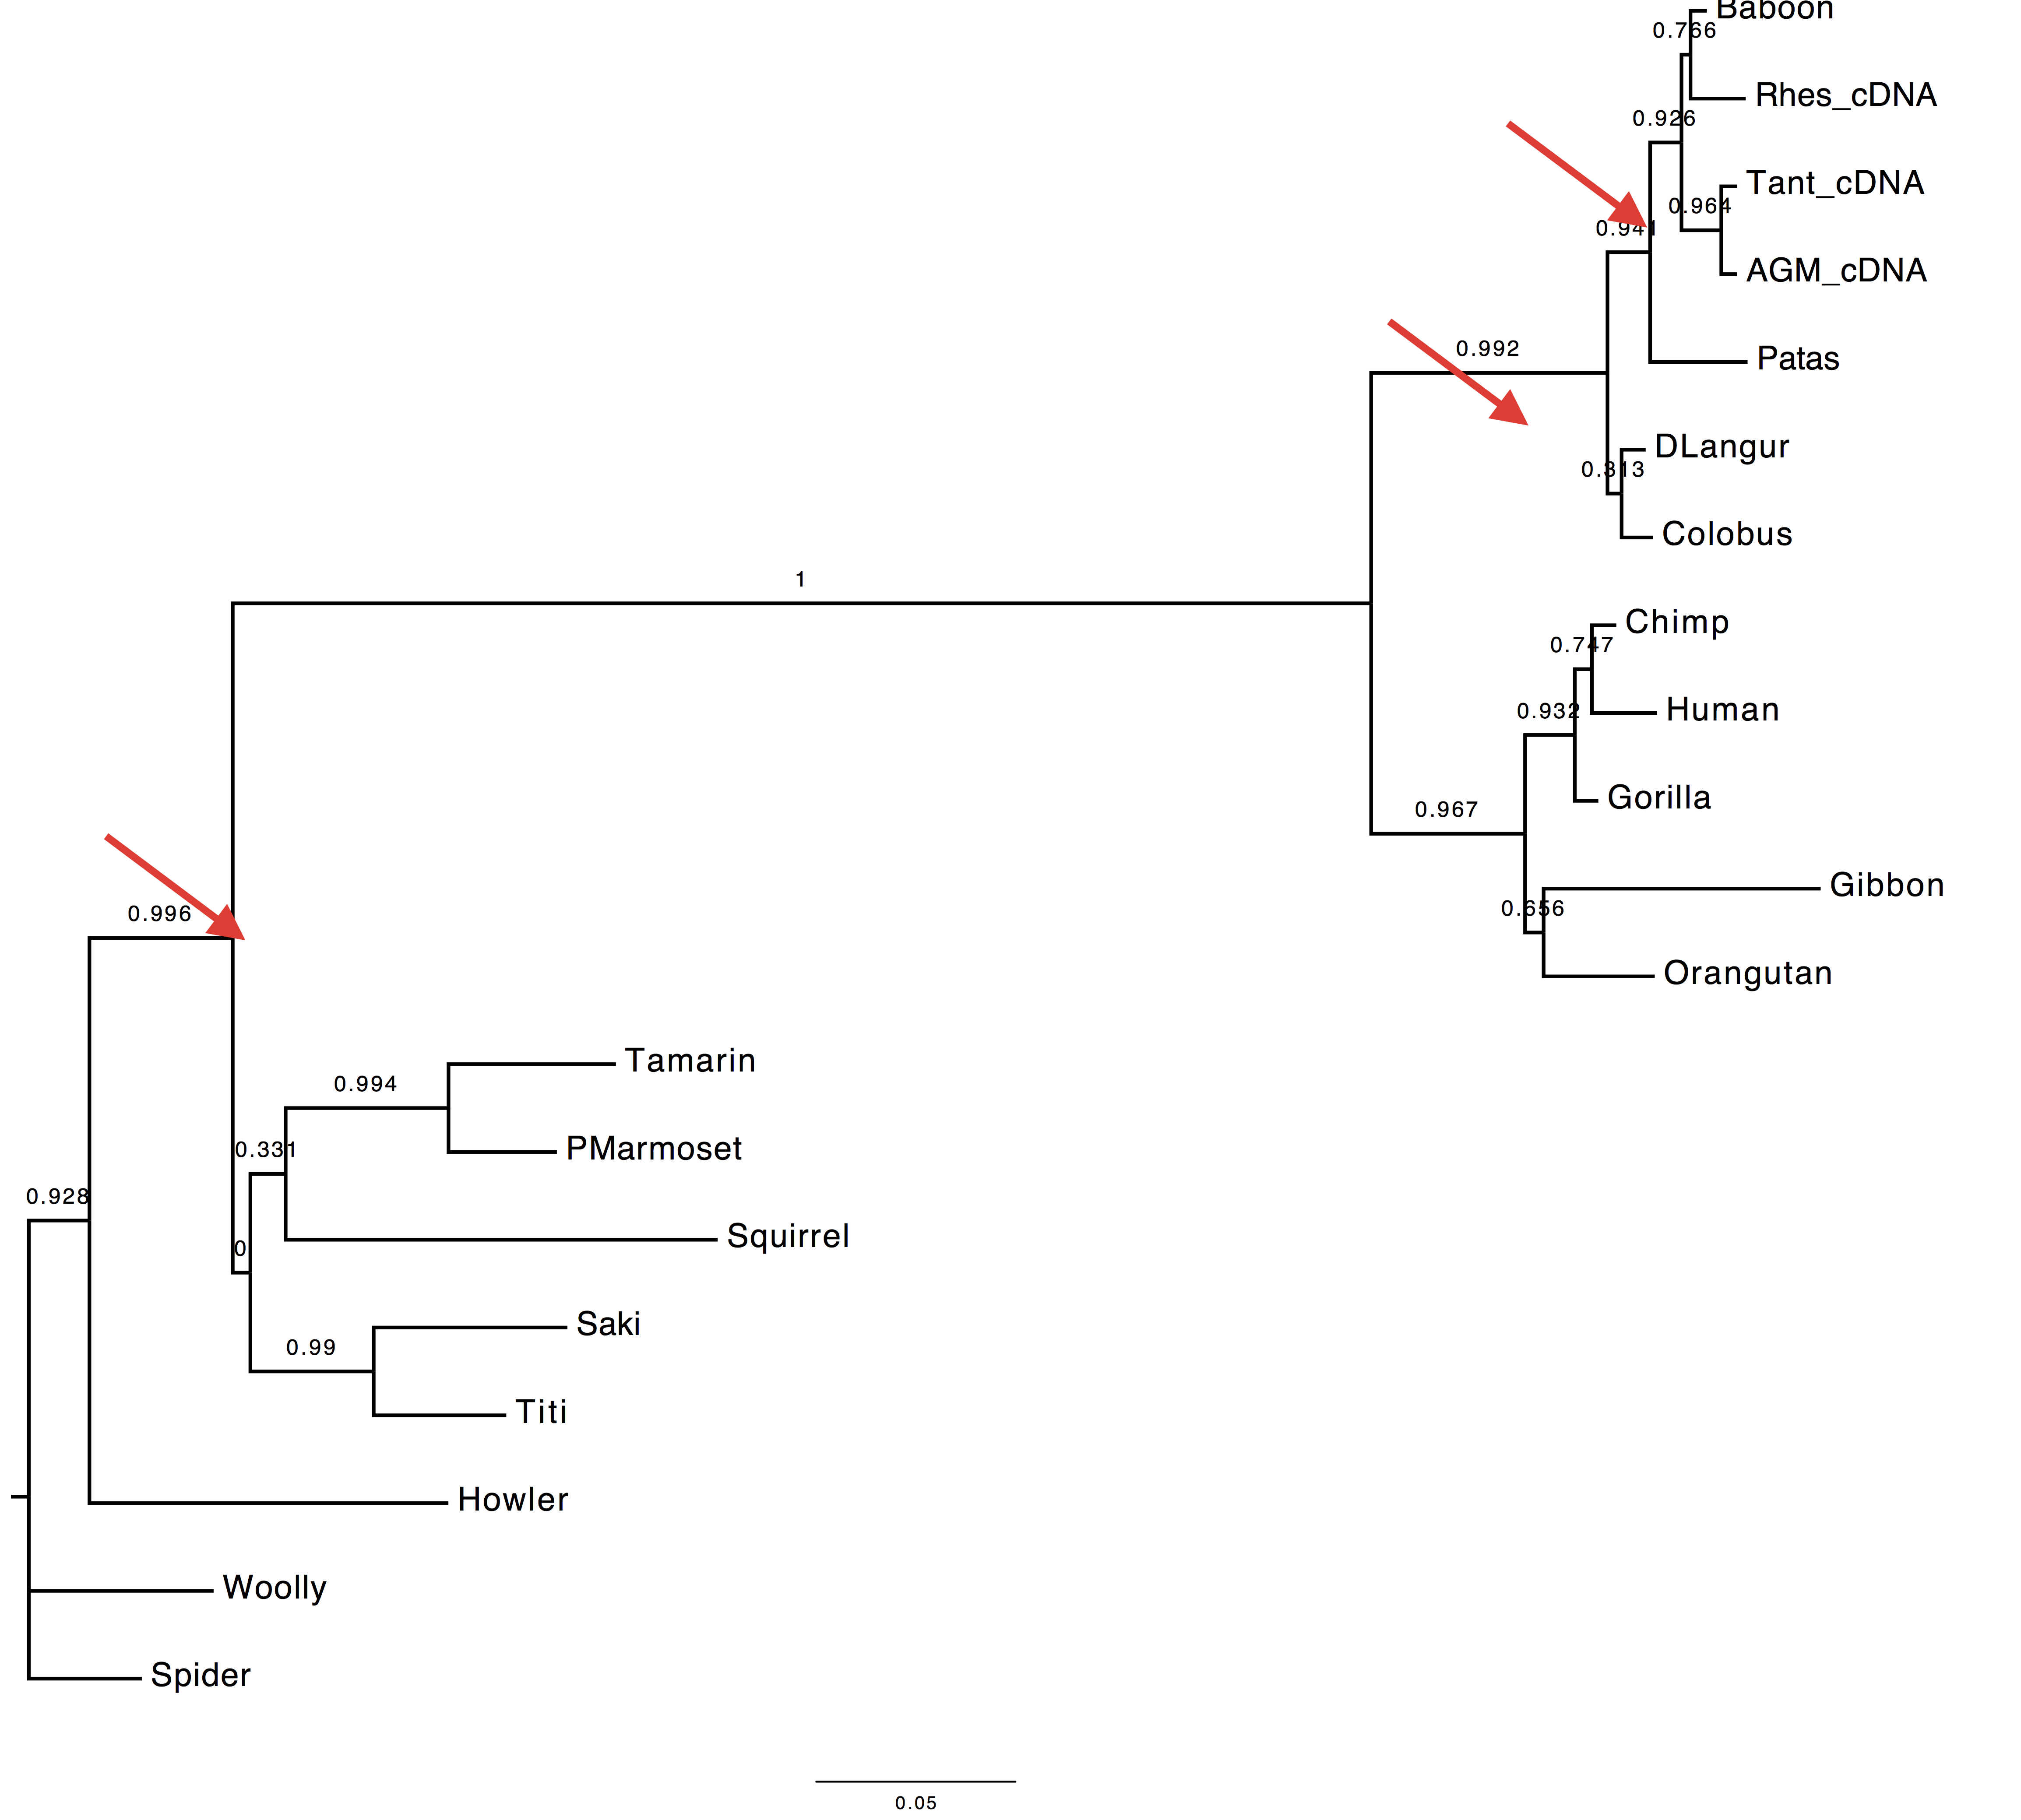 Baboon
0.766
Rhes_cDNA
0.926
Tant_cDNA
0.964
0.941
AGM_cDNA
0.992
Patas
DLangur
0.313
Colobus
1
Chimp
0.747
Human
0.932
Gorilla
0.967
Gibbon
0.656
0.996
Orangutan
Tamarin
0.994
PMarmoset
0.331
0.928
Squirrel
0
Saki
0.99
Titi
Howler
Woolly
Spider
0.05